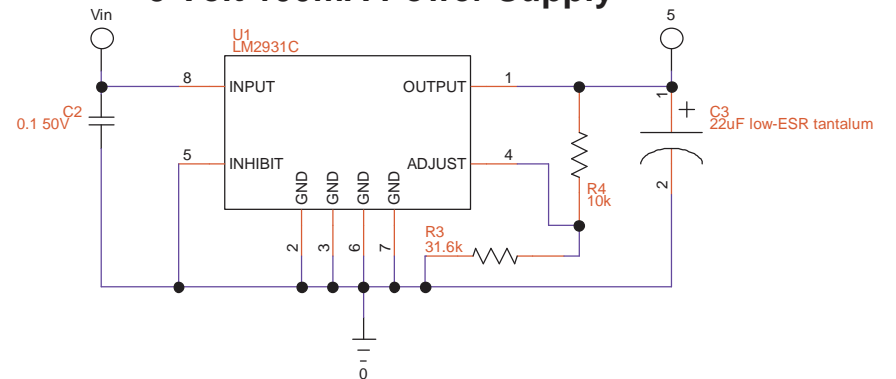 Vin
5
U1
LM2931C
8
INPUT
OUTPUT
1
C2
0.1 50V
1
+
C3
22uF low-ESR tantalum
5
INHIBIT
ADJUST
4
GND
GND
GND
GND
R4
10k
2
2
3
6
7
R3
31.6k
0